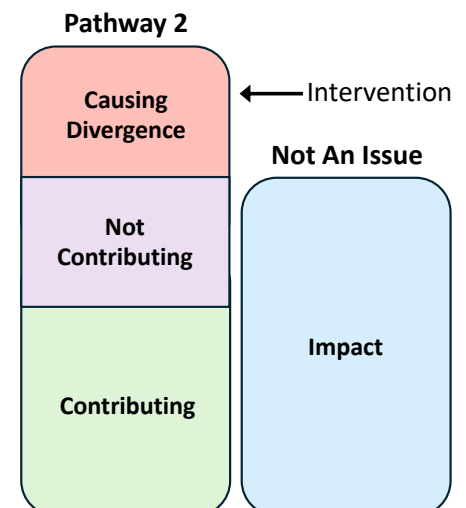 Pathway 2
Causing
Divergence
Intervention
Not An Issue
Not
Contributing
Impact
Contributing